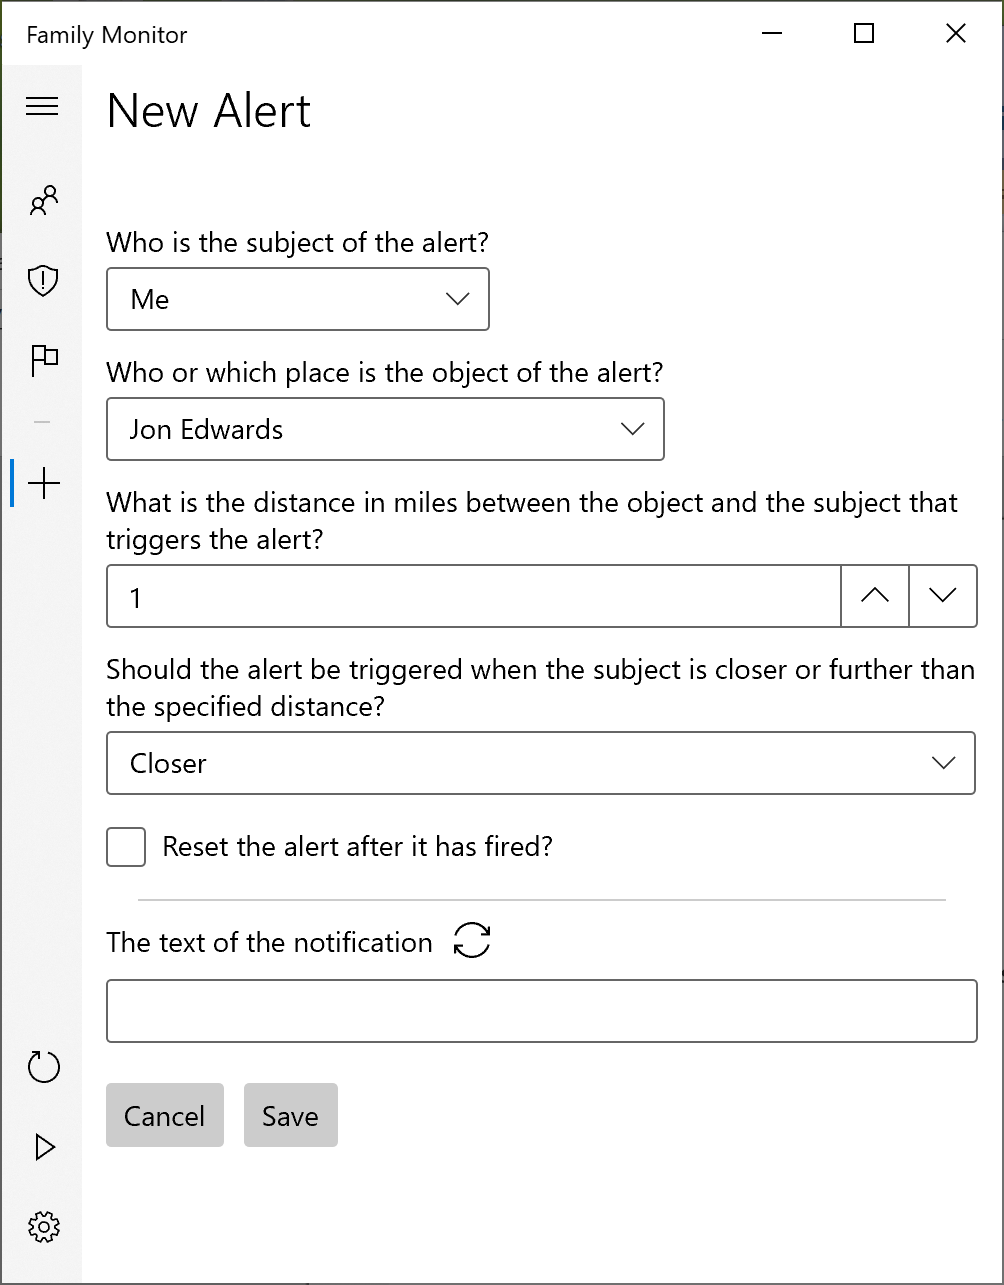 Family Monitor
New Alert
Who is the subject of the alert?
Me
Who or which place is the object of the alert?
Jon Edwards
What is the distance in miles between the object and the subject that
triggers the alert?
1
Should the alert be triggered when the subject is closer or further than
the specified distance?
Closer
Reset the alert after it has fired?
The text of the notification
Cancel Save